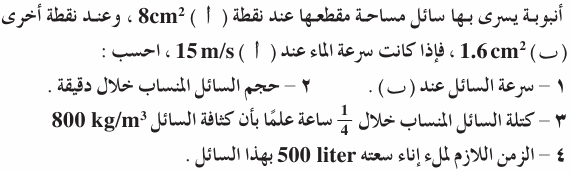 أنبوبة يسرى بها سائل مساحة مقطعها عند نقطة ( أ ) 8cm² ، وعند نقطة أخرى
(ب) 1.6 cm² ، فإذا كانت سرعة الماء عند ( أ ) 15 m/s ، احسب :
١ – سرعة السائل عند (ب) . ٢ – حجم السائل المنساب خلال دقيقة .
٣ – كتلة السائل المنساب خلال 1/4 ساعة علمًا بأن كثافة السائل 800 kg/m³
٤ – الزمن اللازم لملء إناء سعته 500 liter بهذا السائل .